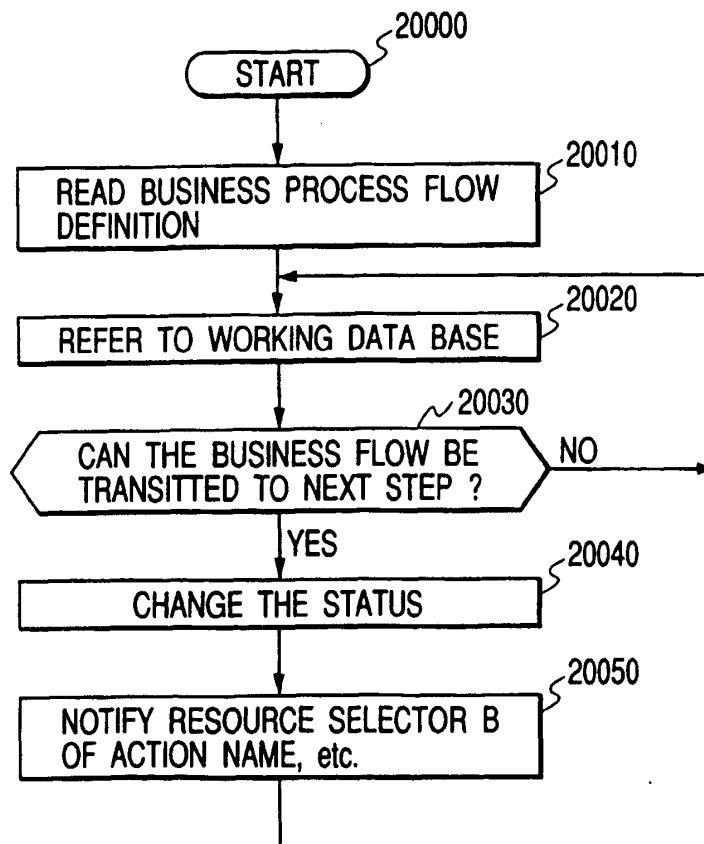 20000
START
20010
READ BUSINESS PROCESS FLOW
DEFINITION
20020
REFER TO WORKING DATA BASE
20030
CAN THE BUSINESS FLOW BE
TRANSITTED TO NEXT STEP ?
NO
YES
20040
CHANGE THE STATUS
20050
NOTIFY RESOURCE SELECTOR B
OF ACTION NAME, etc.